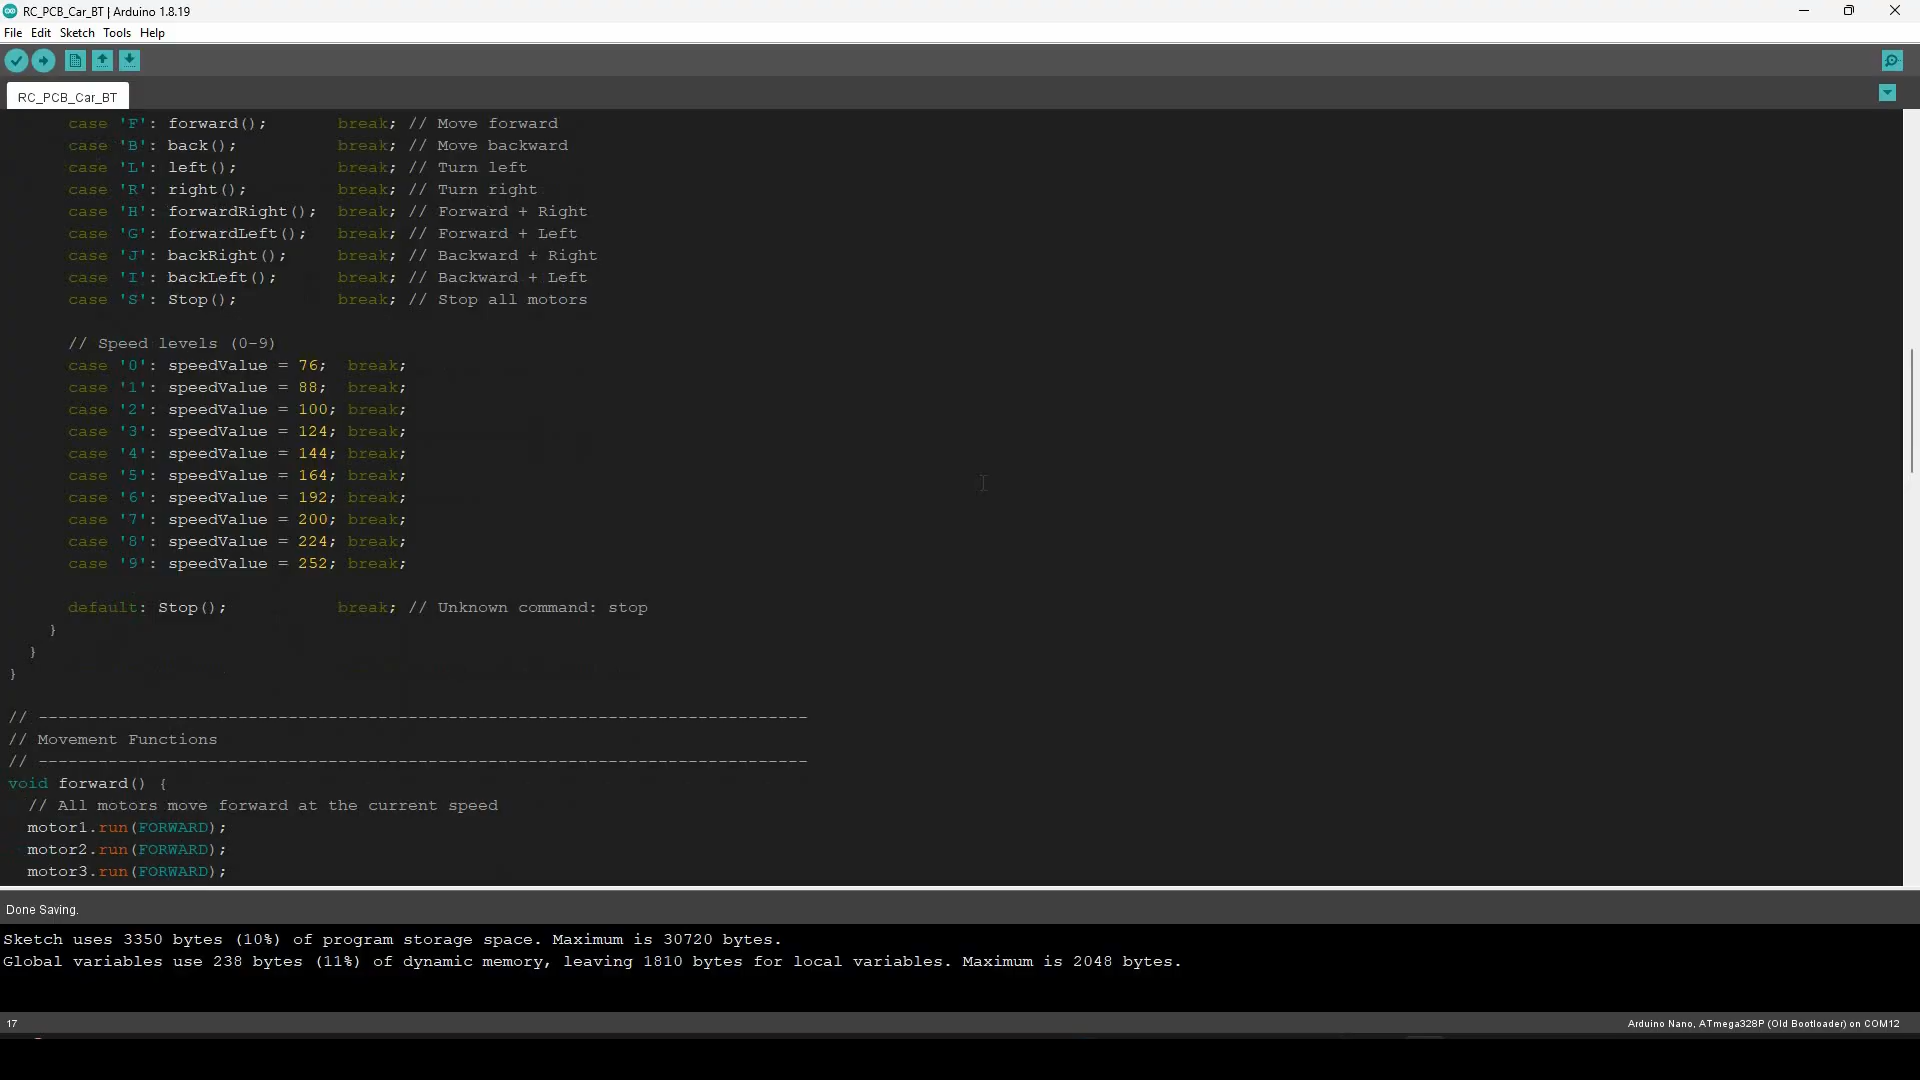 RC_PCB_Car_BT | Arduino 1.8.19
File Edit Sketch Tools Help
RC_PCB_Car_BT
case 'F': forward();       break; // Move forward
case 'B': back();          break; // Move backward
case 'L': left();          break; // Turn left
case 'R': right();         break; // Turn right
case 'H': forwardRight();  break; // Forward + Right
case 'G': forwardLeft();   break; // Forward + Left
case 'J': backRight();     break; // Backward + Right
case 'I': backLeft();      break; // Backward + Left
case 'S': Stop();          break; // Stop all motors
// Speed levels (0-9)
case '0': speedValue = 76;  break;
case '1': speedValue = 88;  break;
case '2': speedValue = 100; break;
case '3': speedValue = 124; break;
case '4': speedValue = 144; break;
case '5': speedValue = 164; break;
case '6': speedValue = 192; break;
case '7': speedValue = 200; break;
case '8': speedValue = 224; break;
case '9': speedValue = 252; break;
default: Stop();           break; // Unknown command: stop
}
}
}
// -----------------------------------------------------------------------------
// Movement Functions
// -----------------------------------------------------------------------------
void forward() {
// All motors move forward at the current speed
motor1.run(FORWARD);
motor2.run(FORWARD);
motor3.run(FORWARD);
Done Saving.
Sketch uses 3350 bytes (10%) of program storage space. Maximum is 30720 bytes.
Global variables use 238 bytes (11%) of dynamic memory, leaving 1810 bytes for local variables. Maximum is 2048 bytes.
17
Arduino Nano, ATmega328P (Old Bootloader) on COM12